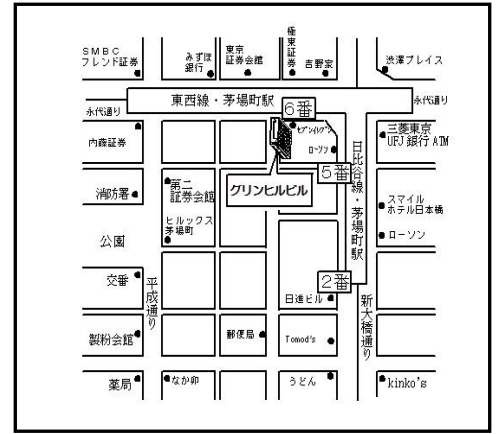 SMBC
フレンド証券
みずほ
銀行
東京
証券会館
極東証券
吉野家
渋澤プレイス
永代通り
東西線・茅場町駅
6番
永代通り
内藤証券
セブンイレブン
ローソン
三菱東京
UFJ銀行ATM
5番
日比谷線・茅場町駅
消防署
第二
証券会館
グリンヒルビル
スマイル
ホテル日本橋
ヒルックス
茅場町
ローソン
公園
交番
平成通り
2番
日進ビル
新大橋通り
製粉会館
郵便局
Tomod's
薬局
なか卯
うどん
kinko's